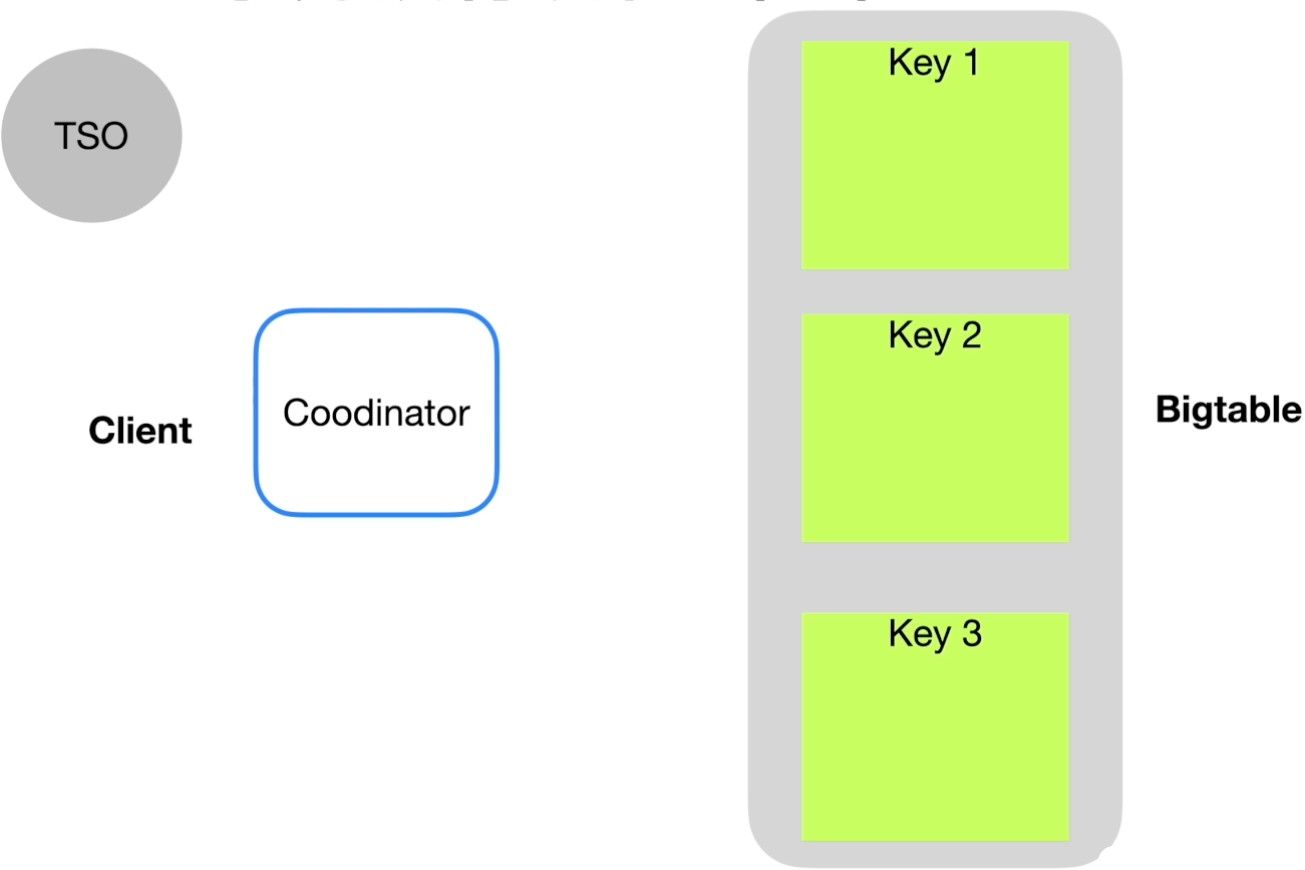 TSO
Client
Coodinator
Key 1
Key 2
Key 3
Bigtable